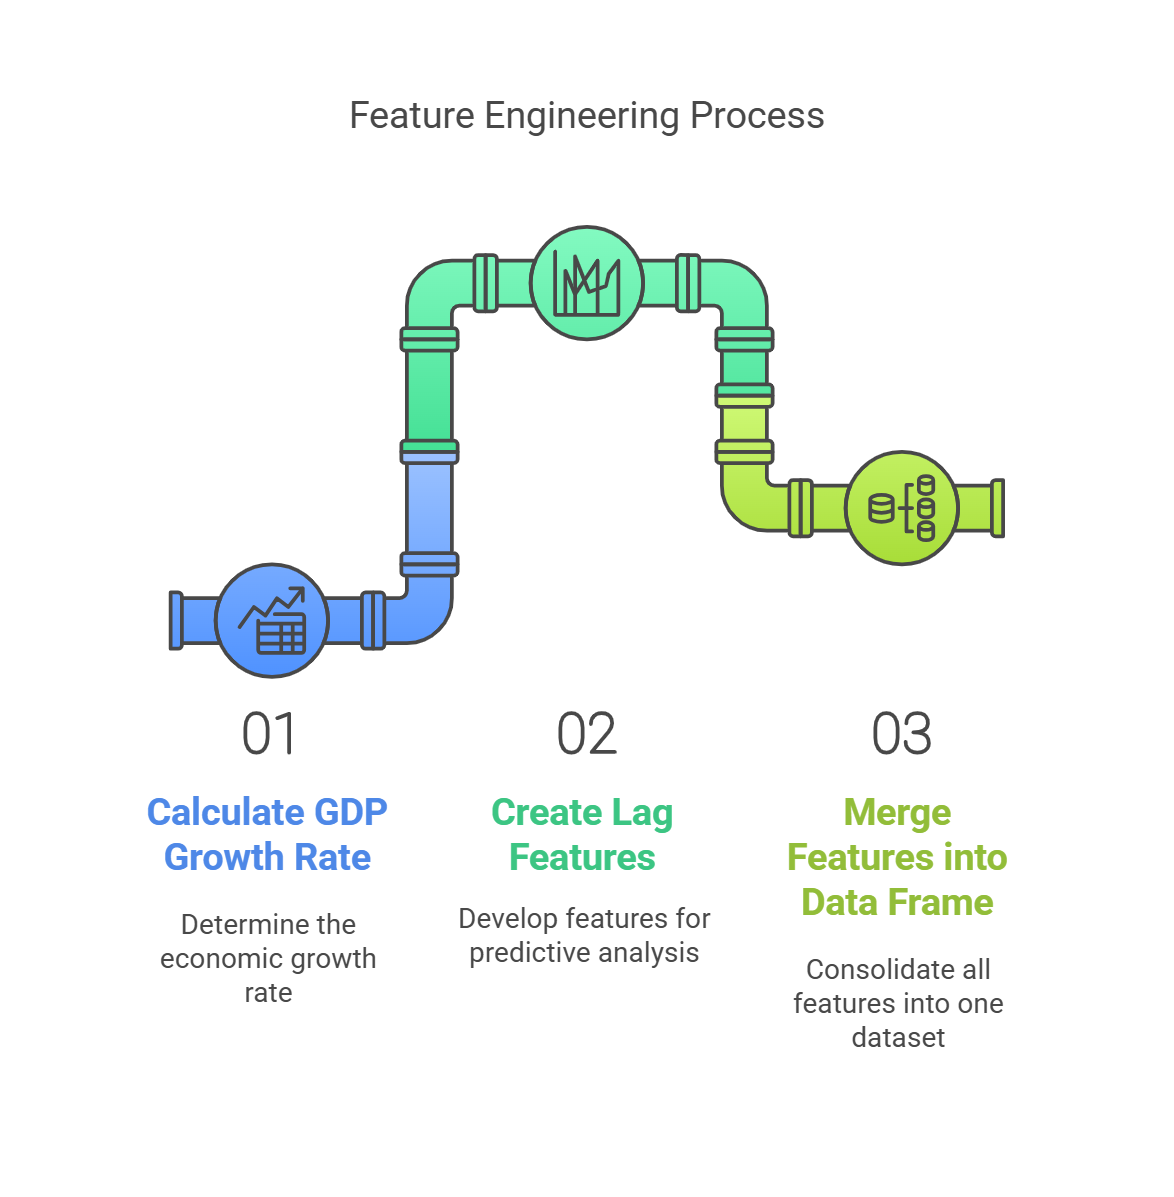 Feature Engineering Process
01
Calculate GDP
Growth Rate
Determine the
economic growth
rate
02
Create Lag
Features
Develop features for
predictive analysis
03
Merge
Features into
Data Frame
Consolidate all
features into one
dataset